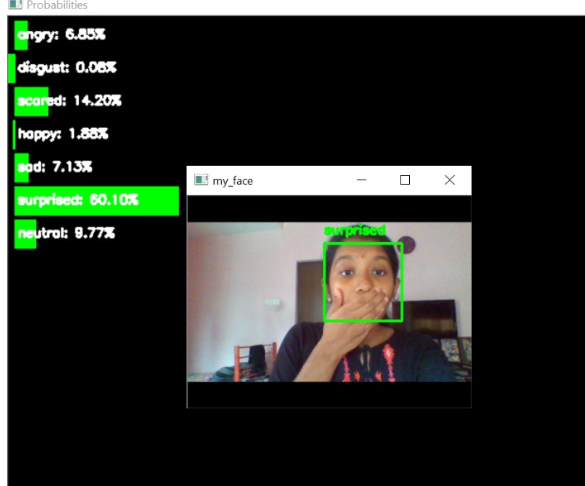 Probabilities
angry: 6.85%
disgust: 0.08%
scared: 14.20%
happy: 1.88%
sad: 7.13%
surprised: 60.10%
neutral: 9.77%
my_face
surprised